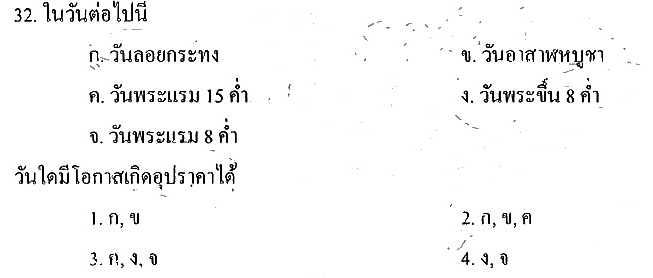 32. ในวันต่อไปนี้
ก. วันลอยกระทง ข. วันอาสาฬหบูชา
ค. วันพระแรม 15 ค่ำ ง. วันพระขึ้น 8 ค่ำ
จ. วันพระแรม 8 ค่ำ
วันใดมีโอกาสเกิดอุปราคาได้
1. ก, ข 2. ก, ข, ค
3. ค, ง, จ 4. ง, จ